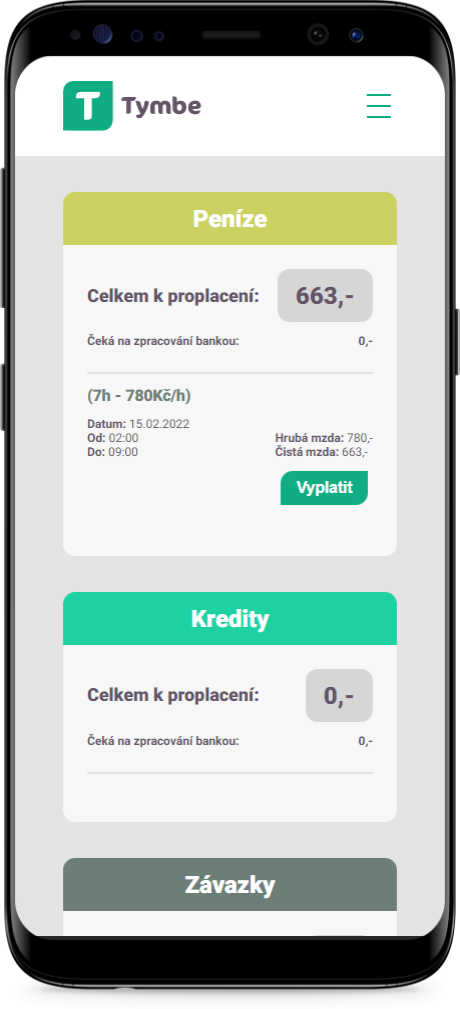 T Tymbe
Peníze
Celkem k proplacení: 663,-
Čeká na zpracování bankou: 0,-
(7h - 780Kč/h)
Datum: 15.02.2022
Od: 02:00 Hrubá mzda: 780,-
Do: 09:00 Čistá mzda: 663,-
Vyplatit
Kredity
Celkem k proplacení: 0,-
Čeká na zpracování bankou: 0,-
Závazky